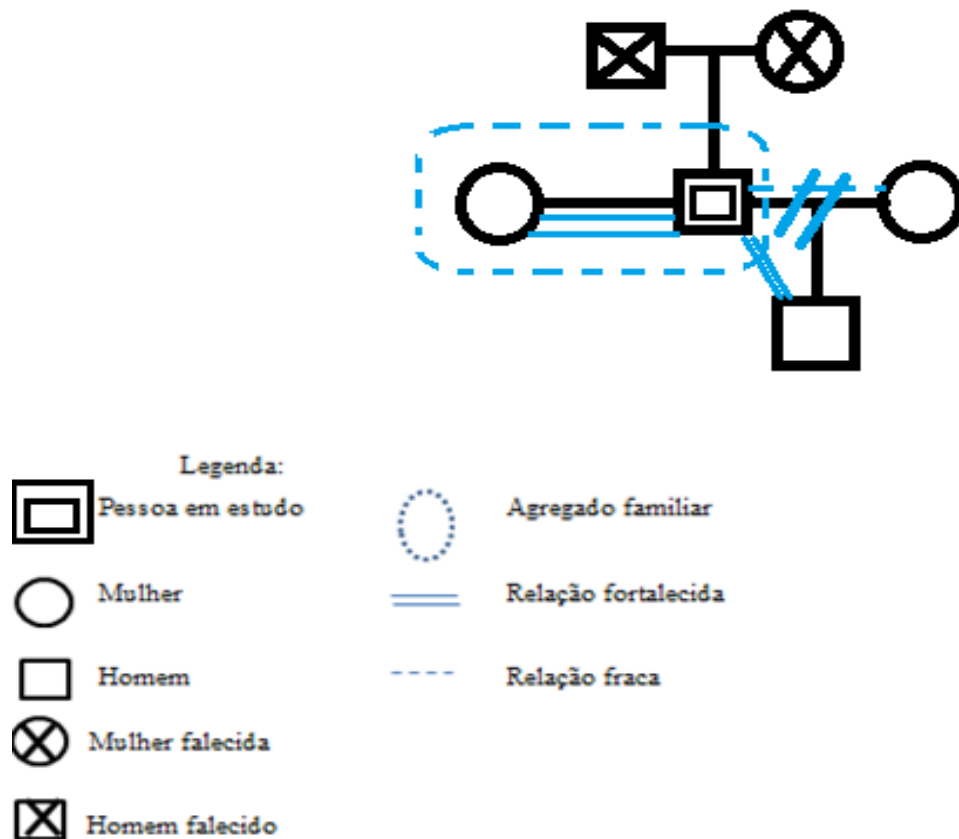 Legenda:
Pessoa em estudo
Agregado familiar
Mulher
Relação fortalecida
Homem
Relação fraca
Mulher falecida
Homem falecido